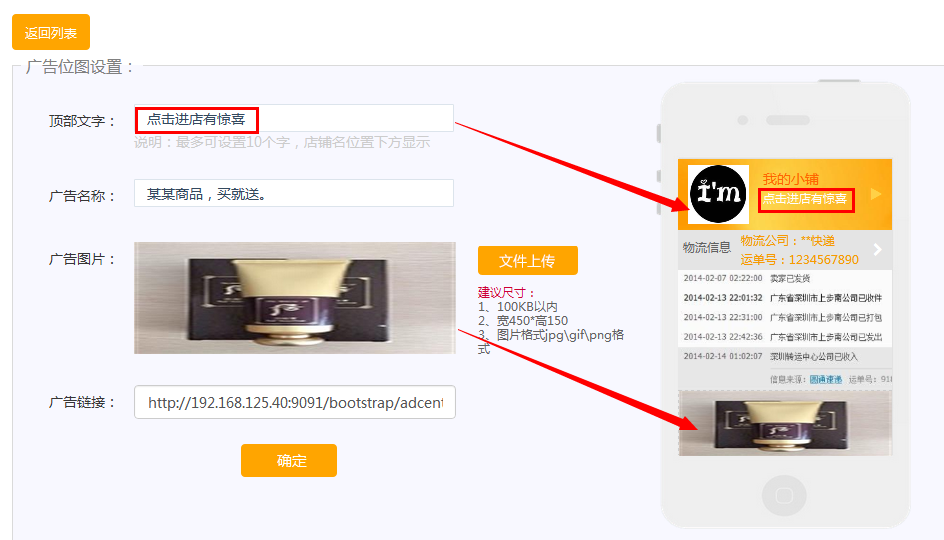 返回列表
广告位图设置：
顶部文字：
点击进店有惊喜
说明：最多可设置10个字，店铺名位置下方显示
广告名称：
某某商品，买就送。
广告图片：
文件上传
建议尺寸：
1、100KB以内
2、宽450*高150
3、图片格式jpg\gif\png格
式
广告链接：
http://192.168.125.40:9091/bootstrap/adcent
确定
i'm
我的小铺
点击进店有惊喜
物流信息
物流公司：**快递
运单号：1234567890
2014-02-07 02:22:00 卖家已发货
2014-02-13 22:01:32 广东省深圳市上步南公司已收件
2014-02-13 22:31:00 广东省深圳市上步南公司已打包
2014-02-13 22:42:36 广东省深圳市上步南公司已发出
2014-02-14 01:02:07 深圳转运中心公司已收入
信息来源：圆通速递 运单号：918